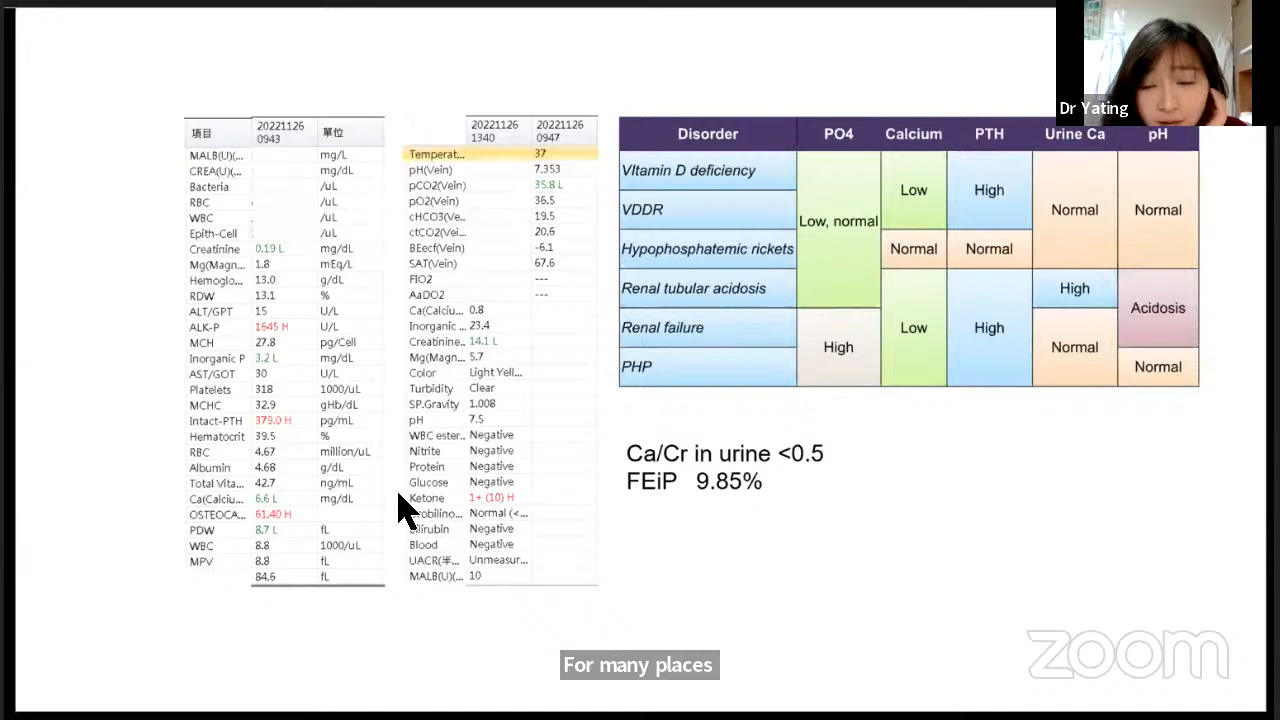 Dr Yating
項目 20221126 0943 單位
MALB(U)(... mg/L
CREA(U)(... mg/dL
Bacteria /uL
RBC /uL
WBC /uL
Epith-Cell /uL
Creatinine 0.19 L mg/dL
Mg(Magn... 1.8 mEq/L
Hemoglo... 13.0 g/dL
RDW 13.1 %
ALT/GPT 15 U/L
ALK-P 1645 H U/L
MCH 27.8 pg/Cell
Inorganic P 3.2 L mg/dL
AST/GOT 30 U/L
Platelets 318 1000/uL
MCHC 32.9 gHb/dL
Intact-PTH 379.0 H pg/mL
Hematocrit 39.5 %
RBC 4.67 million/uL
Albumin 4.68 g/dL
Total Vita... 42.7 ng/mL
Ca(Calciu... 6.6 L mg/dL
OSTEOCA... 61.40 H
PDW 8.7 L fL
WBC 8.8 1000/uL
MPV 8.8 fL
84.6 fL
20221126 1340 20221126 0947
Temperat... 37
pH(Vein) 7.353
pCO2(Vein) 35.8 L
pO2(Vein) 36.5
cHCO3(Ve... 19.5
ctCO2(Vei... 20.6
BEecf(Vein) -6.1
SAT(Vein) 67.6
FIO2 ---
AaDO2 ---
Ca(Calciu... 0.8
Inorganic ... 23.4
Creatinine... 14.1 L
Mg(Magn... 5.7
Color Light Yell...
Turbidity Clear
SP.Gravity 1.008
pH 7.5
WBC ester... Negative
Nitrite Negative
Protein Negative
Glucose Negative
Ketone 1+ (10) H
robilino... Normal (<...
ilirubin Negative
Blood Negative
UACR(半... Unmeasur...
MALB(U)(... 10
Disorder PO4 Calcium PTH Urine Ca pH
VItamin D deficiency
Low High
VDDR Low, normal Normal Normal
Hypophosphatemic rickets Normal Normal
Renal tubular acidosis High
Acidosis
Renal failure Low High
High Normal
PHP Normal
Ca/Cr in urine <0.5
FEiP 9.85%
For many places
zoom